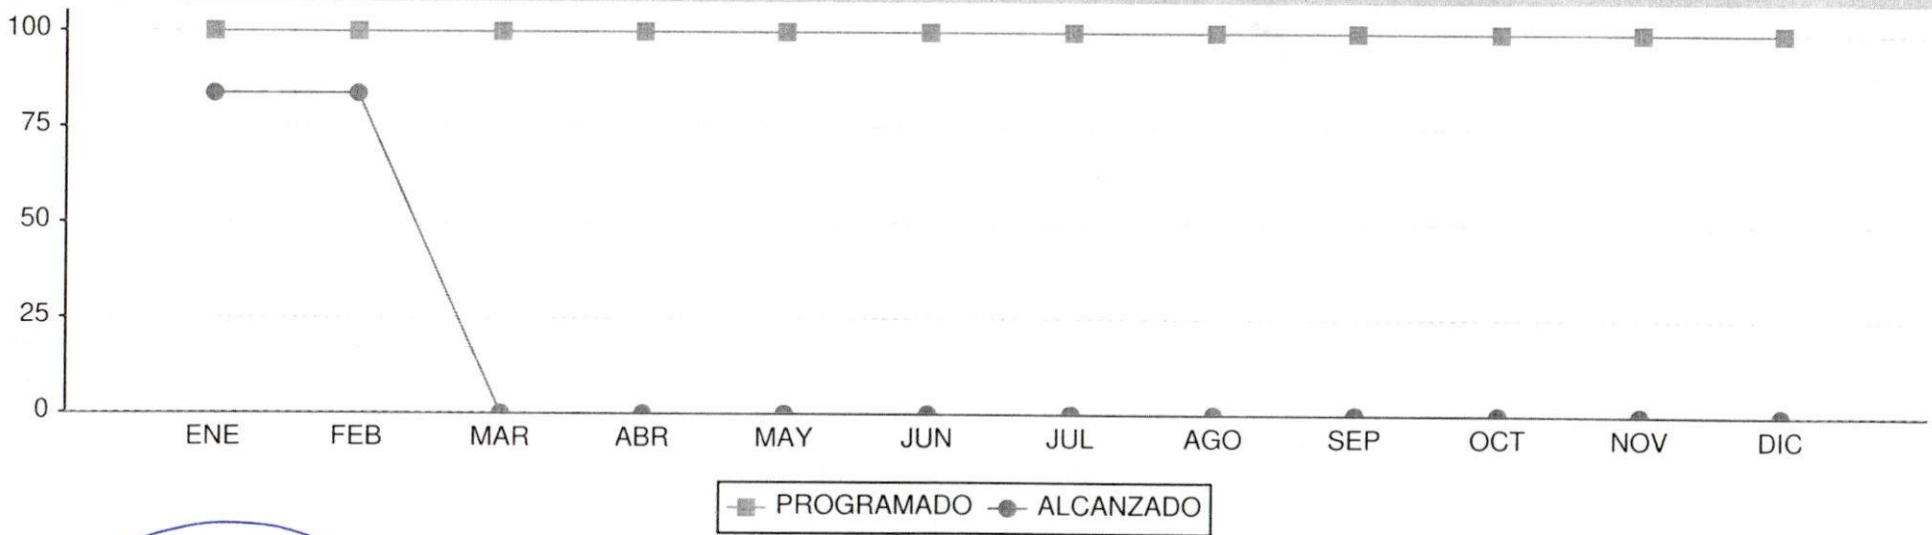 100
75
50
25
0
ENE FEB MAR ABR MAY JUN JUL AGO SEP OCT NOV DIC
PROGRAMADO ALCANZADO